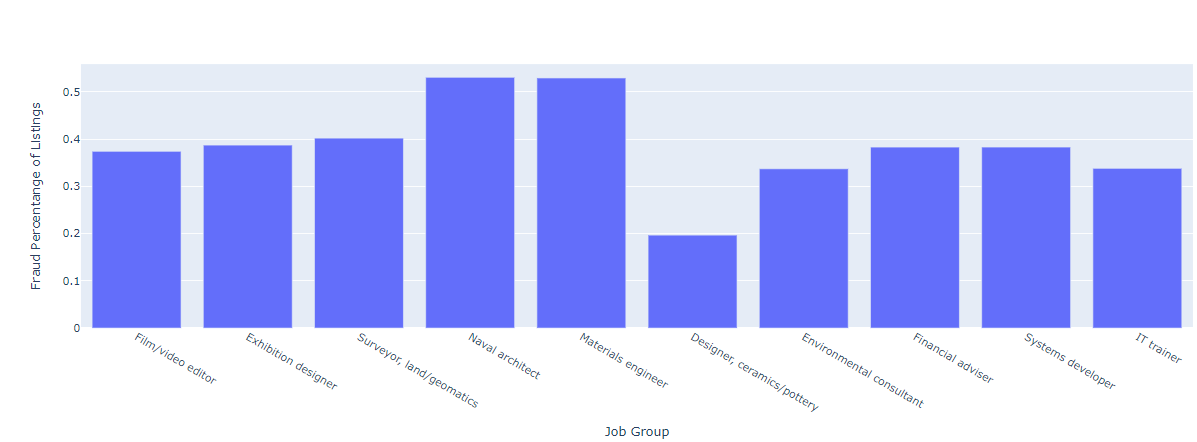 Fraud Percentange of Listings
0.5
0.4
0.3
0.2
0.1
0
Film/video editor
Exhibition designer
Surveyor, land/geomatics
Naval architect
Materials engineer
Designer, ceramics/pottery
Environmental consultant
Financial adviser
Systems developer
IT trainer
Job Group